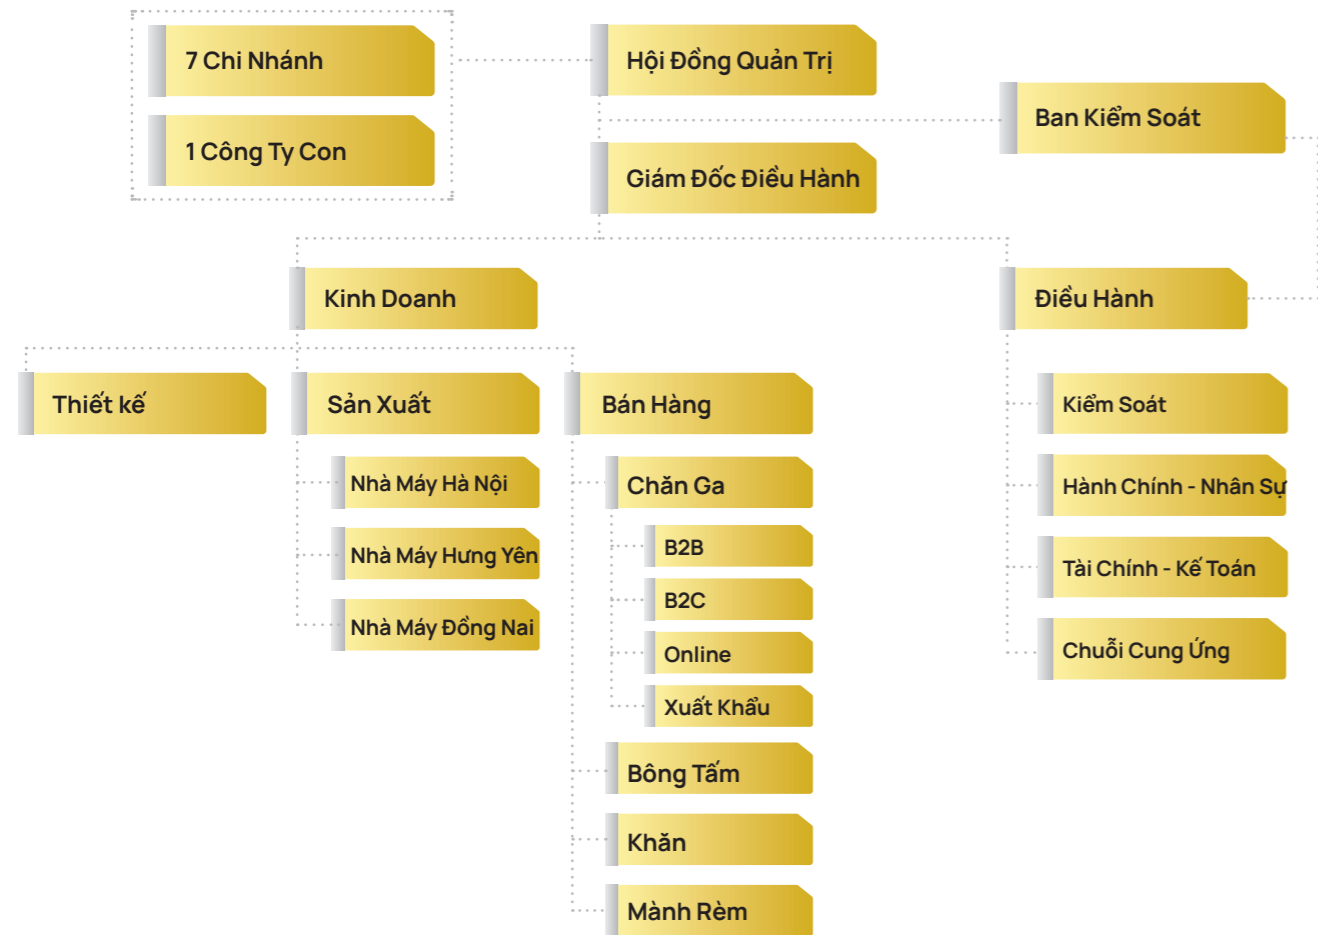 7 Chi Nhánh
1 Công Ty Con
Hội Đồng Quản Trị
Ban Kiểm Soát
Giám Đốc Điều Hành
Kinh Doanh
Điều Hành
Thiết kế
Sản Xuất
Nhà Máy Hà Nội
Nhà Máy Hưng Yên
Nhà Máy Đồng Nai
Bán Hàng
Chăn Ga
B2B
B2C
Online
Xuất Khẩu
Bông Tấm
Khăn
Mành Rèm
Kiểm Soát
Hành Chính - Nhân Sự
Tài Chính - Kế Toán
Chuỗi Cung Ứng